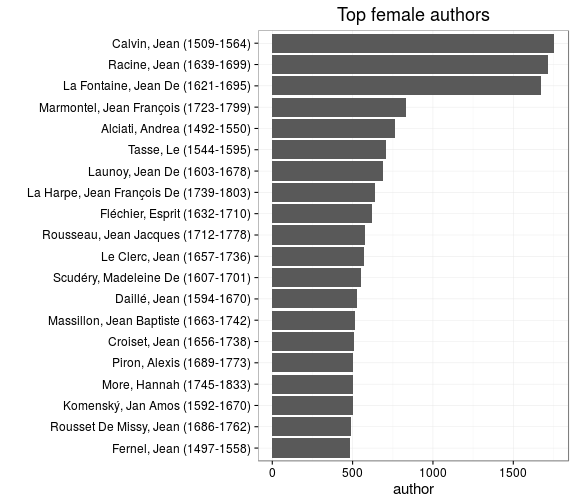 Top female authors
Calvin, Jean (1509-1564)
Racine, Jean (1639-1699)
La Fontaine, Jean De (1621-1695)
Marmontel, Jean François (1723-1799)
Alciati, Andrea (1492-1550)
Tasse, Le (1544-1595)
Launoy, Jean De (1603-1678)
La Harpe, Jean François De (1739-1803)
Fléchier, Esprit (1632-1710)
Rousseau, Jean Jacques (1712-1778)
Le Clerc, Jean (1657-1736)
Scudéry, Madeleine De (1607-1701)
Daillé, Jean (1594-1670)
Massillon, Jean Baptiste (1663-1742)
Croiset, Jean (1656-1738)
Piron, Alexis (1689-1773)
More, Hannah (1745-1833)
Komenský, Jan Amos (1592-1670)
Rousset De Missy, Jean (1686-1762)
Fernel, Jean (1497-1558)
0 500 1000 1500
author